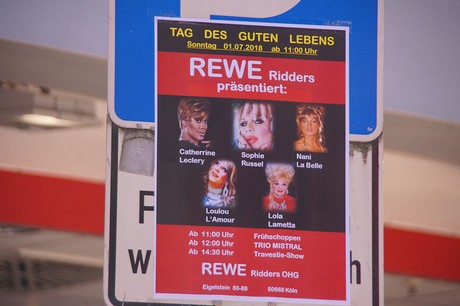 TAG DES GUTEN LEBENS
Sonntag 01.07.2018 ab 11:00 Uhr
REWE Ridders
präsentiert:
Catherrine
Leclery
Sophie
Russel
Nani
La Belle
Loulou
L'Amour
Lola
Lametta
Ab 11:00 Uhr Frühschoppen
Ab 12:00 Uhr TRIO MISTRAL
Ab 14:30 Uhr Travestie-Show
REWE Ridders OHG
Eigelstein 80-88 50668 Köln